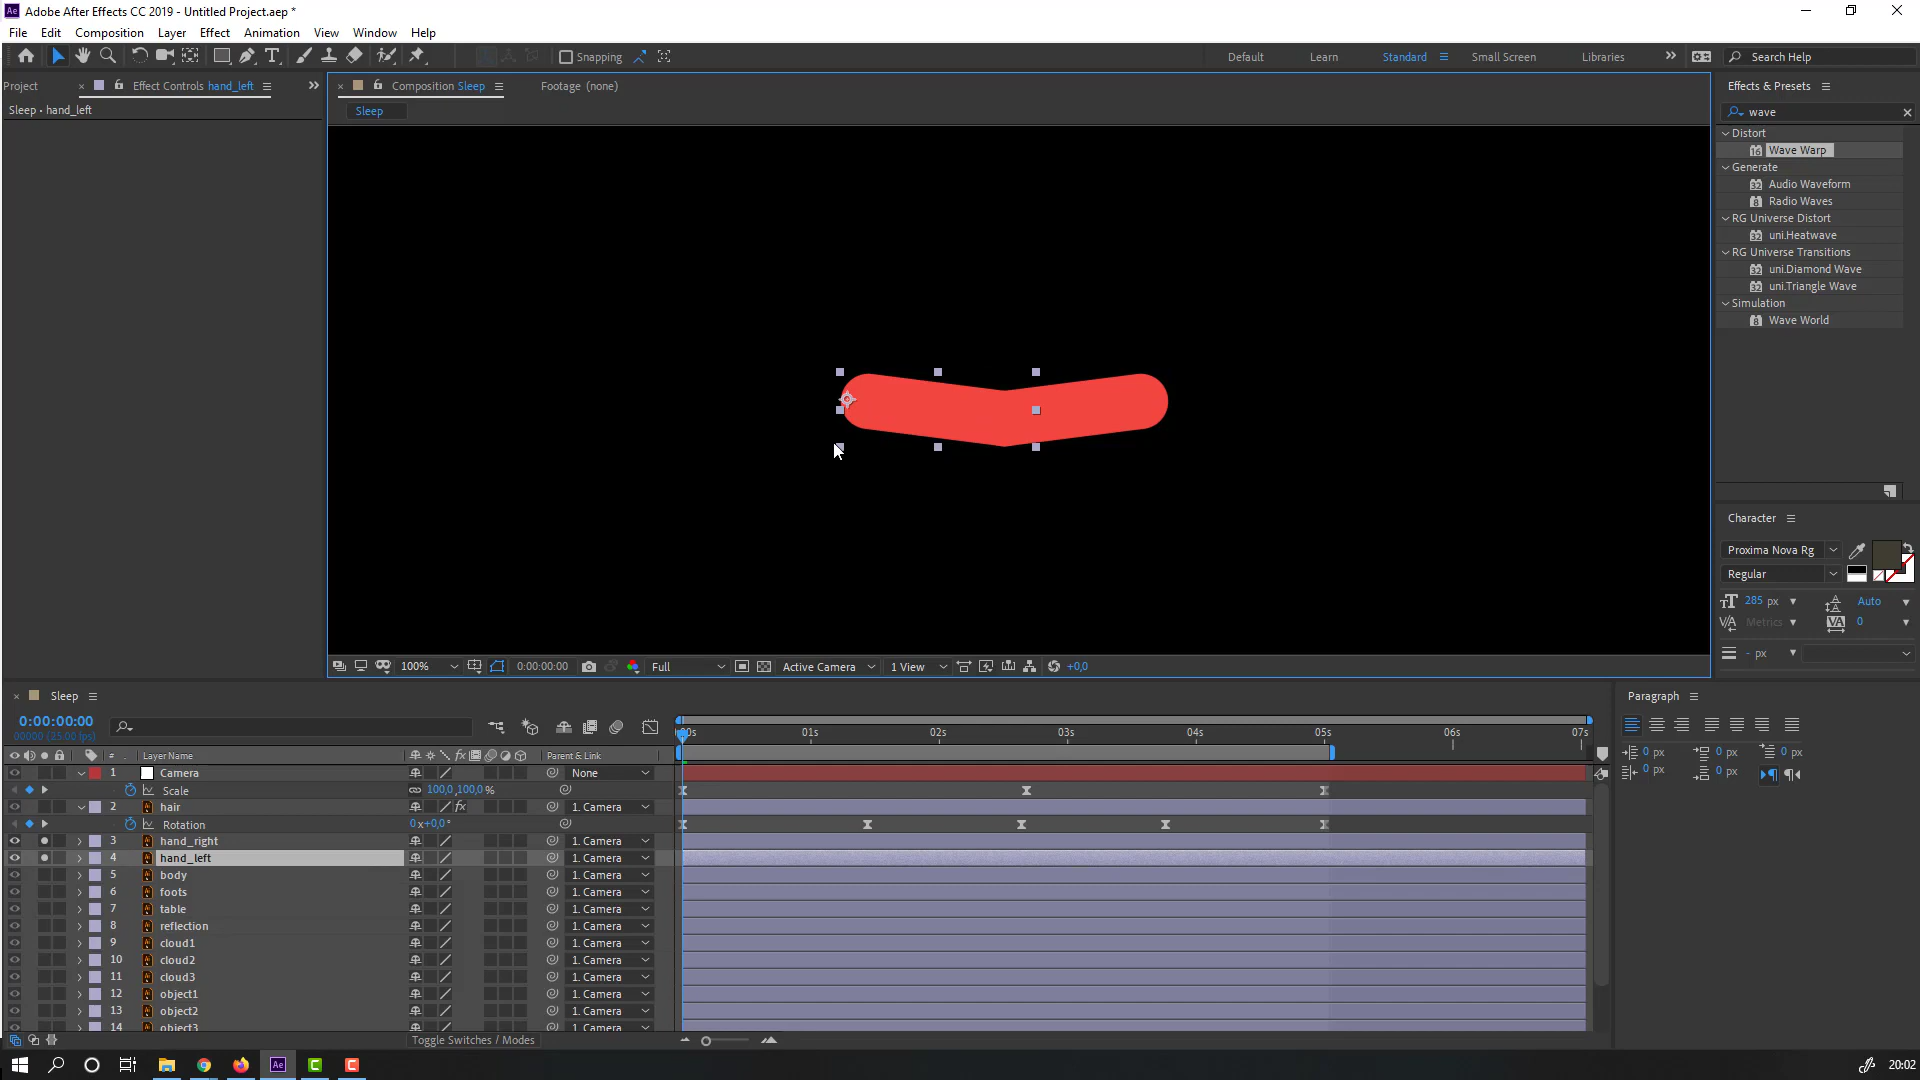 Adobe After Effects CC 2019 - Untitled Project.aep *
File Edit Composition Layer Effect Animation View Window Help
Snapping
Default Learn Standard Small Screen Libraries Search Help
Project Effect Controls hand_left
Sleep • hand_left
Composition Sleep Footage (none)
Sleep
Effects & Presets
wave
Distort
Wave Warp
Generate
Audio Waveform
Radio Waves
RG Universe Distort
uni.Heatwave
RG Universe Transitions
uni.Diamond Wave
uni.Triangle Wave
Simulation
Wave World
Character
Proxima Nova Rg
Regular
285 px Auto
Metrics 0
- px
100% 0:00:00:00 Full Active Camera 1 View +0,0
Sleep
0:00:00:00
00000 (25.00 fps)
# Layer Name Parent & Link
01s 02s 03s 04s 05s 06s 07s
1 Camera None
Scale 100,0,100,0 %
2 hair 1. Camera
Rotation 0x+0,0°
3 hand_right 1. Camera
4 hand_left 1. Camera
5 body 1. Camera
6 foots 1. Camera
7 table 1. Camera
8 reflection 1. Camera
9 cloud1 1. Camera
10 cloud2 1. Camera
11 cloud3 1. Camera
12 object1 1. Camera
13 object2 1. Camera
14 object3
Toggle Switches / Modes
Paragraph
0 px 0 px 0 px
0 px 0 px
20:02